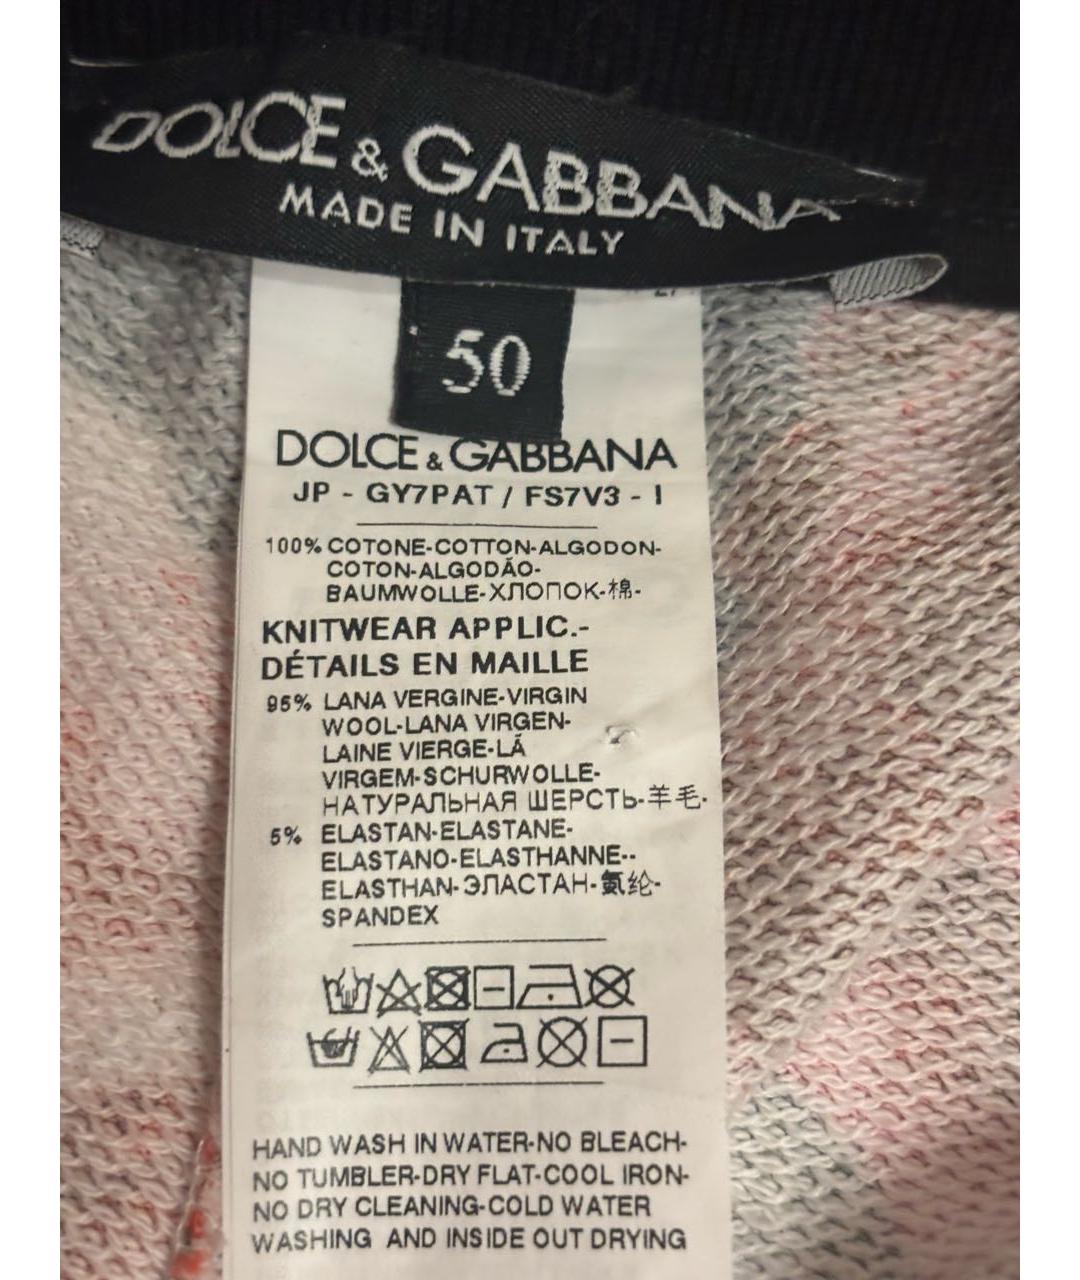 DOLCE & GABBANA
MADE IN ITALY
50
DOLCE & GABBANA
JP - GY7PAT / FS7V3 - I
100% COTONE-COTTON-ALGODON-
COTON-ALGODÃO-
BAUMWOLLE-ХЛОПОК-棉-
KNITWEAR APPLIC.-
DÉTAILS EN MAILLE
95% LANA VERGINE-VIRGIN
WOOL-LANA VIRGEN-
LAINE VIERGE-LÃ
VIRGEM-SCHURWOLLE-
НАТУРАЛЬНАЯ ШЕРСТЬ-羊毛-
5% ELASTAN-ELASTANE-
ELASTANO-ELASTHANNE--
ELASTHAN-ЭЛАСТАН-氨纶-
SPANDEX
HAND WASH IN WATER-NO BLEACH-
NO TUMBLER-DRY FLAT-COOL IRON-
NO DRY CLEANING-COLD WATER
WASHING AND INSIDE OUT DRYING